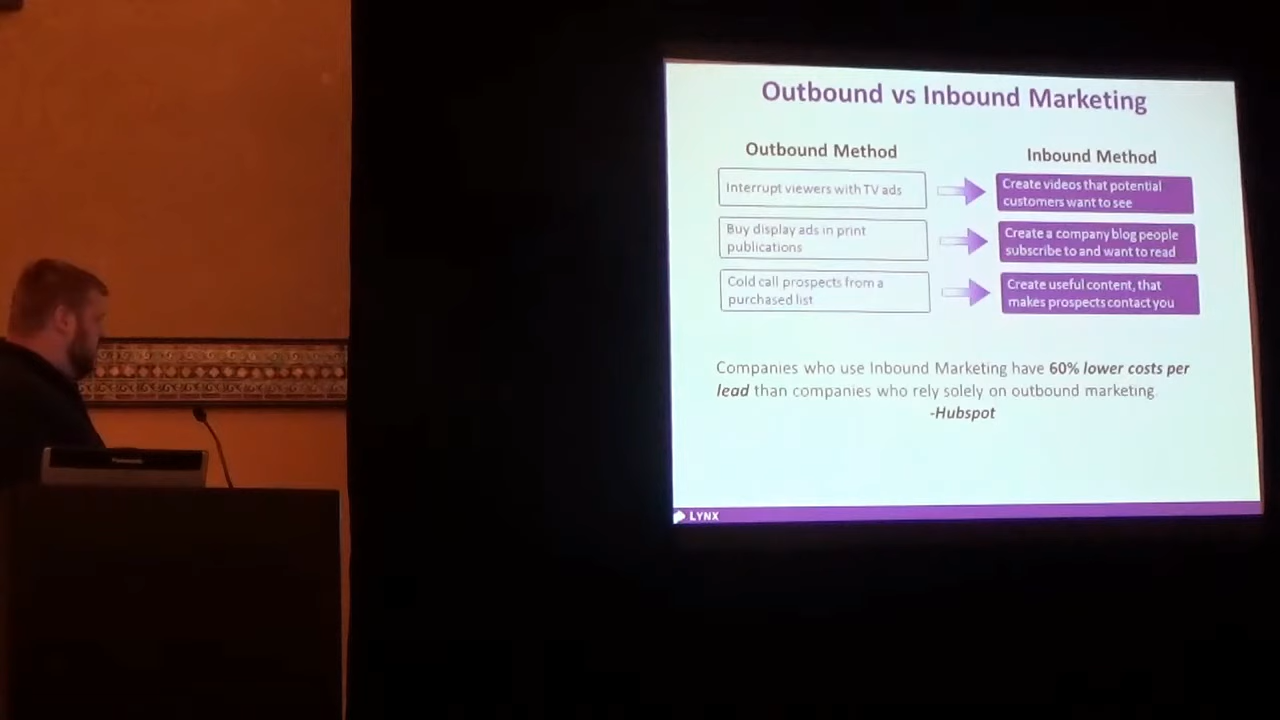 Outbound vs Inbound Marketing
Outbound Method
Inbound Method
Interrupt viewers with TV ads
Create videos that potential
customers want to see
Buy display ads in print
publications
Create a company blog people
subscribe to and want to read
Cold call prospects from a
purchased list
Create useful content, that
makes prospects contact you
Companies who use Inbound Marketing have 60% lower costs per
lead than companies who rely solely on outbound marketing.
-Hubspot
LYNX
Panasonic